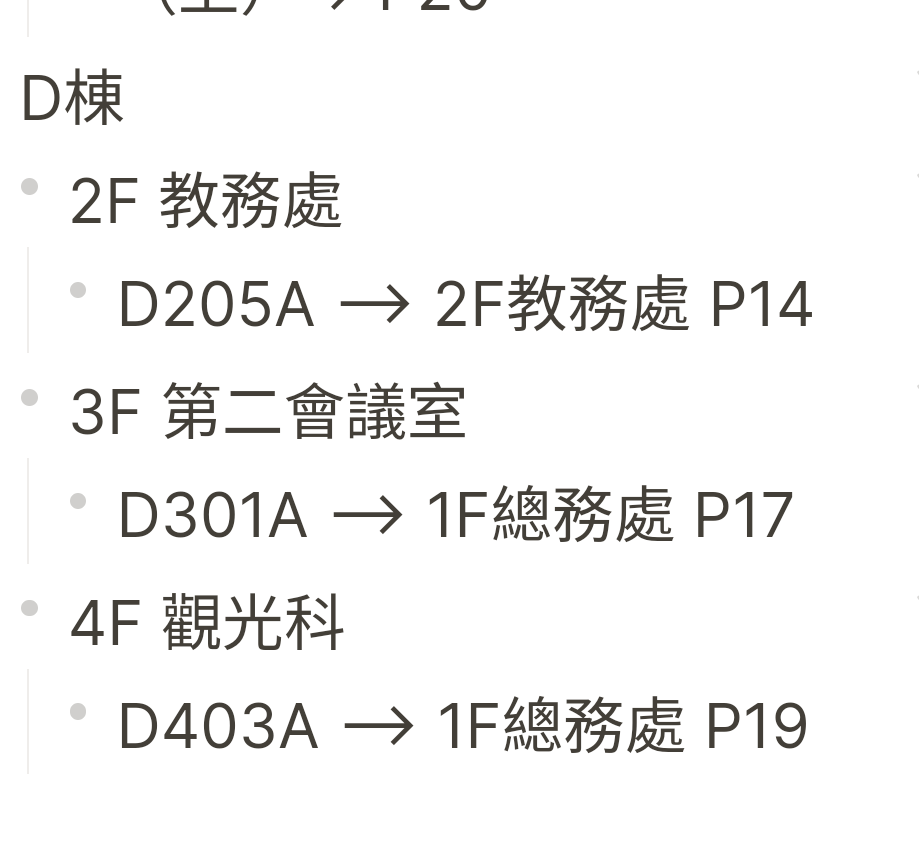 D棟
2F 教務處
D205A → 2F教務處 P14
3F 第二會議室
D301A → 1F總務處 P17
4F 觀光科
D403A → 1F總務處 P19